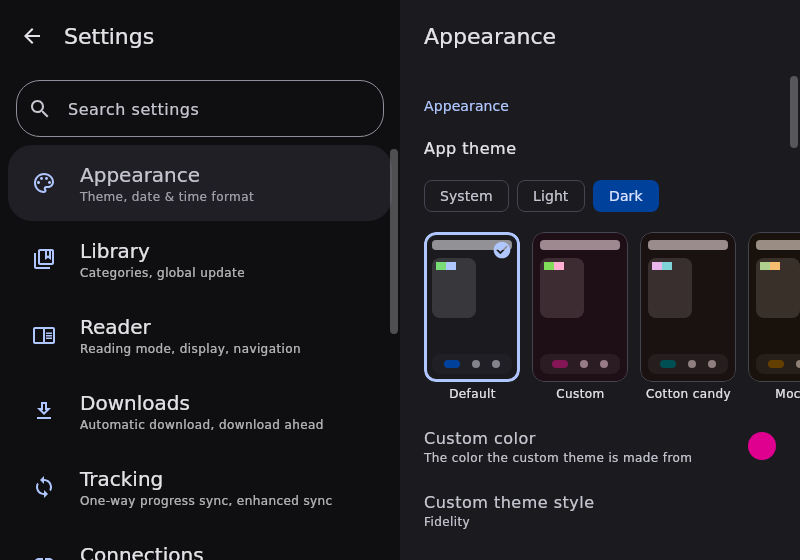 Settings
Search settings
Appearance
Theme, date & time format
Library
Categories, global update
Reader
Reading mode, display, navigation
Downloads
Automatic download, download ahead
Tracking
One-way progress sync, enhanced sync
Connections
Appearance
Appearance
App theme
System
Light
Dark
Default
Custom
Cotton candy
Moc
Custom color
The color the custom theme is made from
Custom theme style
Fidelity